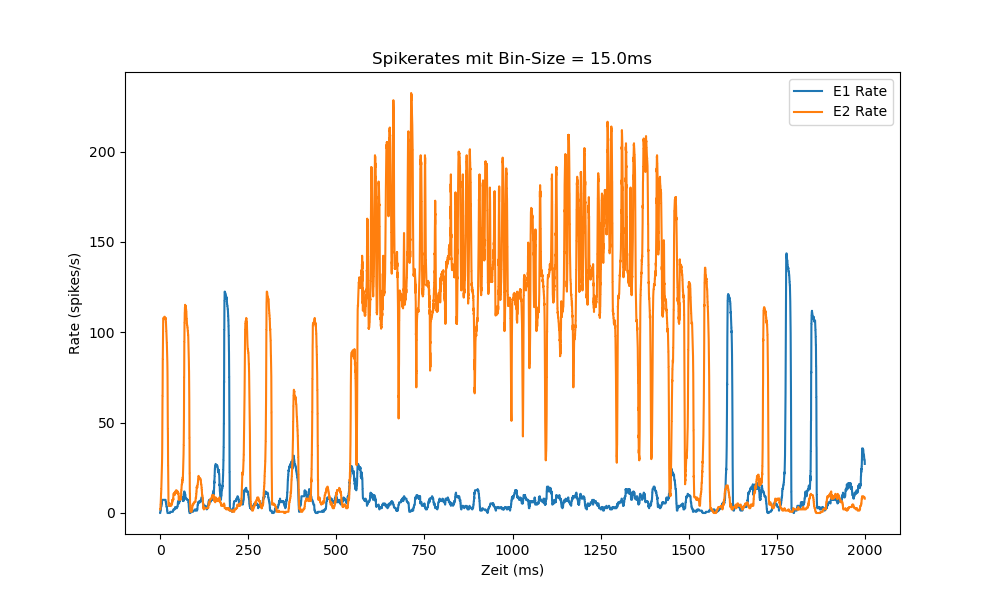 Spikerates mit Bin-Size = 15.0ms
E1 Rate
E2 Rate
Rate (spikes/s)
200
150
100
50
0
0 250 500 750 1000 1250 1500 1750 2000
Zeit (ms)